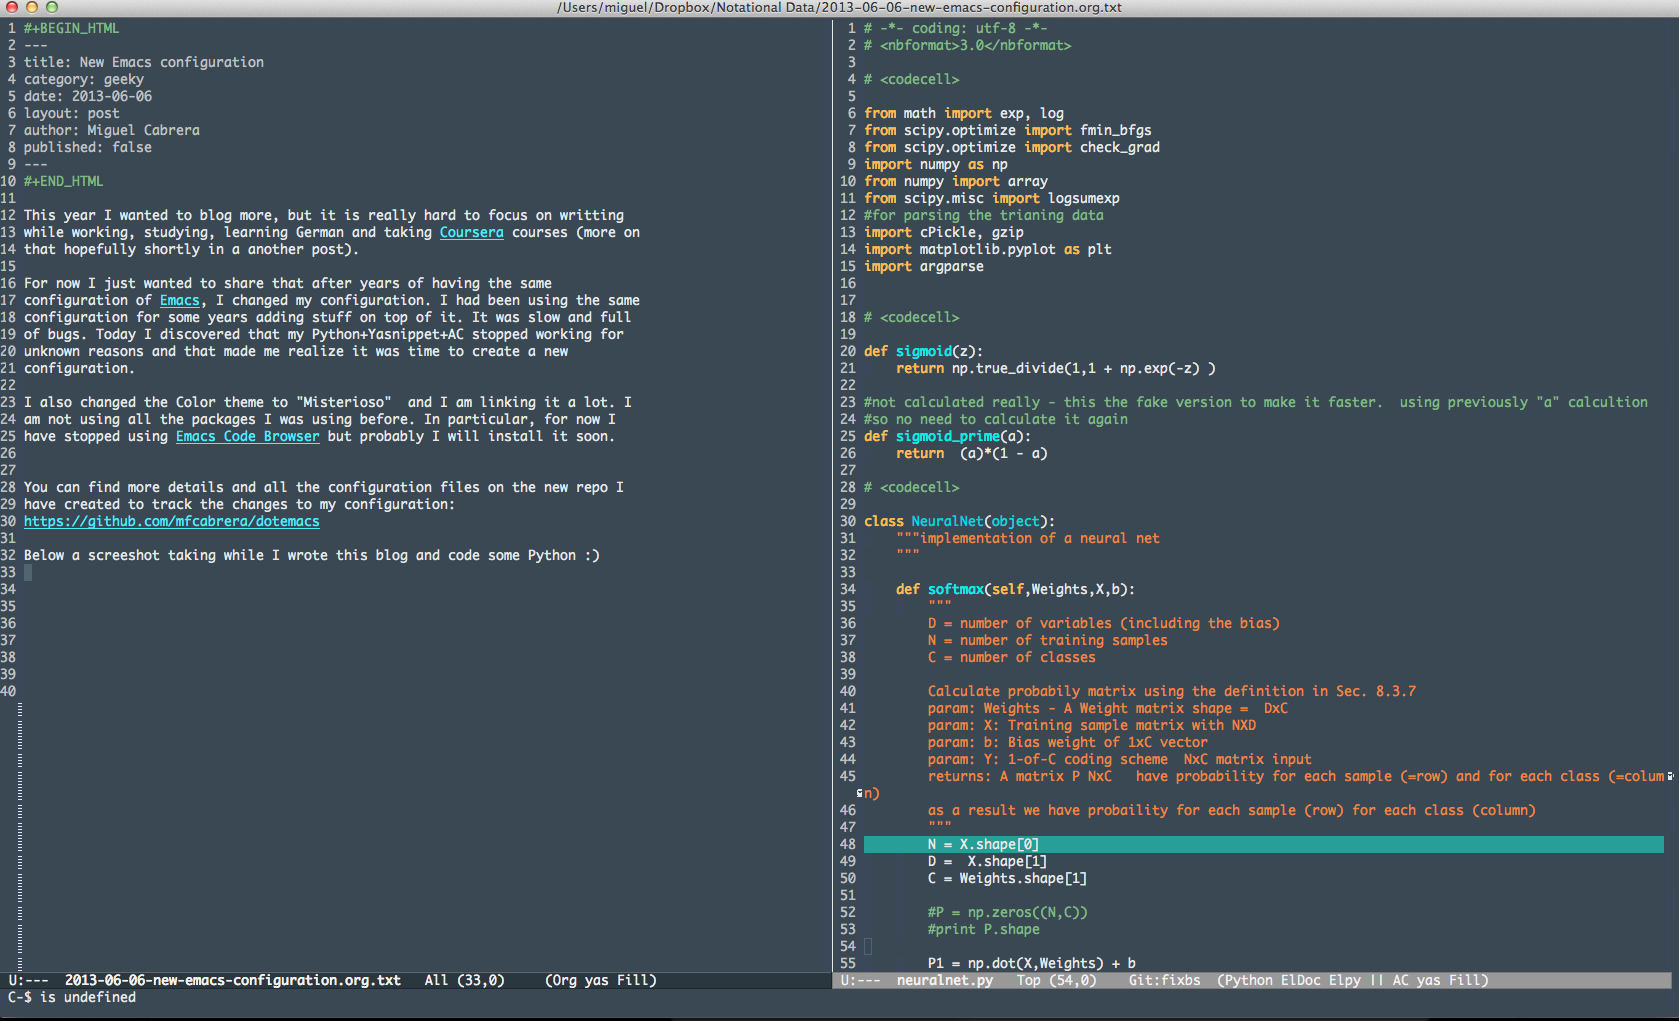 /Users/miguel/Dropbox/Notational Data/2013-06-06-new-emacs-configuration.org.txt
1 #+BEGIN_HTML
2 ---
3 title: New Emacs configuration
4 category: geeky
5 date: 2013-06-06
6 layout: post
7 author: Miguel Cabrera
8 published: false
9 ---
10 #+END_HTML
11
12 This year I wanted to blog more, but it is really hard to focus on writting
13 while working, studying, learning German and taking Coursera courses (more on
14 that hopefully shortly in a another post).
15
16 For now I just wanted to share that after years of having the same
17 configuration of Emacs, I changed my configuration. I had been using the same
18 configuration for some years adding stuff on top of it. It was slow and full
19 of bugs. Today I discovered that my Python+Yasnippet+AC stopped working for
20 unknown reasons and that made me realize it was time to create a new
21 configuration.
22
23 I also changed the Color theme to "Misterioso"  and I am linking it a lot. I
24 am not using all the packages I was using before. In particular, for now I
25 have stopped using Emacs Code Browser but probably I will install it soon.
26
27
28 You can find more details and all the configuration files on the new repo I
29 have created to track the changes to my configuration:
30 https://github.com/mfcabrera/dotemacs
31
32 Below a screeshot taking while I wrote this blog and code some Python :)
33
34
35
36
37
38
39
40
U:---  2013-06-06-new-emacs-configuration.org.txt   All (33,0)     (Org yas Fill)
1 # -*- coding: utf-8 -*-
2 # <nbformat>3.0</nbformat>
3
4 # <codecell>
5
6 from math import exp, log
7 from scipy.optimize import fmin_bfgs
8 from scipy.optimize import check_grad
9 import numpy as np
10 from numpy import array
11 from scipy.misc import logsumexp
12 #for parsing the trianing data
13 import cPickle, gzip
14 import matplotlib.pyplot as plt
15 import argparse
16
17
18 # <codecell>
19
20 def sigmoid(z):
21     return np.true_divide(1,1 + np.exp(-z) )
22
23 #not calculated really - this the fake version to make it faster.  using previously "a" calcultion
24 #so no need to calculate it again
25 def sigmoid_prime(a):
26     return  (a)*(1 - a)
27
28 # <codecell>
29
30 class NeuralNet(object):
31     """implementation of a neural net
32     """
33
34     def softmax(self,Weights,X,b):
35         """
36         D = number of variables (including the bias)
37         N = number of training samples
38         C = number of classes
39
40         Calculate probabily matrix using the definition in Sec. 8.3.7
41         param: Weights - A Weight matrix shape =  DxC
42         param: X: Training sample matrix with NXD
43         param: b: Bias weight of 1xC vector
44         param: Y: 1-of-C coding scheme  NxC matrix input
45         returns: A matrix P NxC   have probability for each sample (=row) and for each class (=colum
n)
46         as a result we have probaility for each sample (row) for each class (column)
47         """
48         N = X.shape[0]
49         D =  X.shape[1]
50         C = Weights.shape[1]
51
52         #P = np.zeros((N,C))
53         #print P.shape
54
55         P1 = np.dot(X,Weights) + b
U:---  neuralnet.py   Top (54,0)    Git:fixbs  (Python ElDoc Elpy || AC yas Fill)
C-$ is undefined